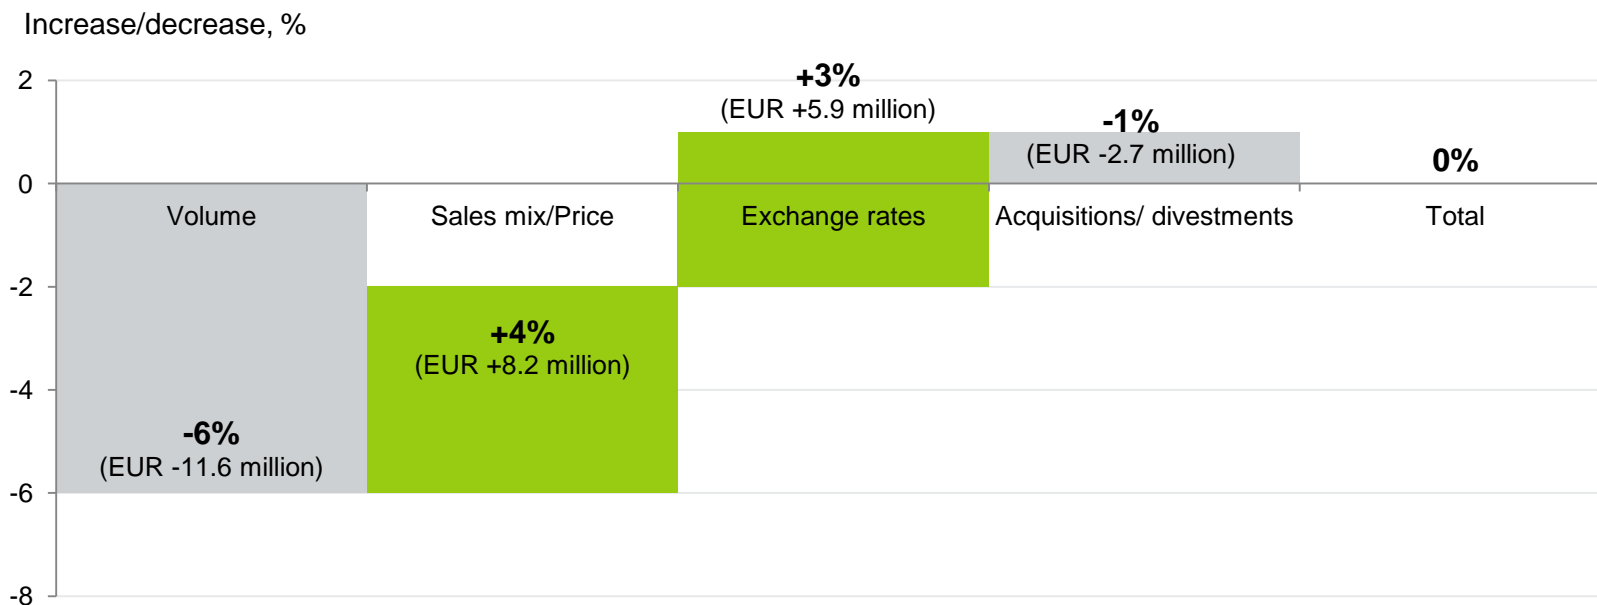 Increase/decrease, %
2
+3%
(EUR +5.9 million)
-1%
(EUR -2.7 million)
0%
0
Volume
Sales mix/Price
Exchange rates
Acquisitions/ divestments
Total
-2
+4%
(EUR +8.2 million)
-4
-6%
(EUR -11.6 million)
-6
-8